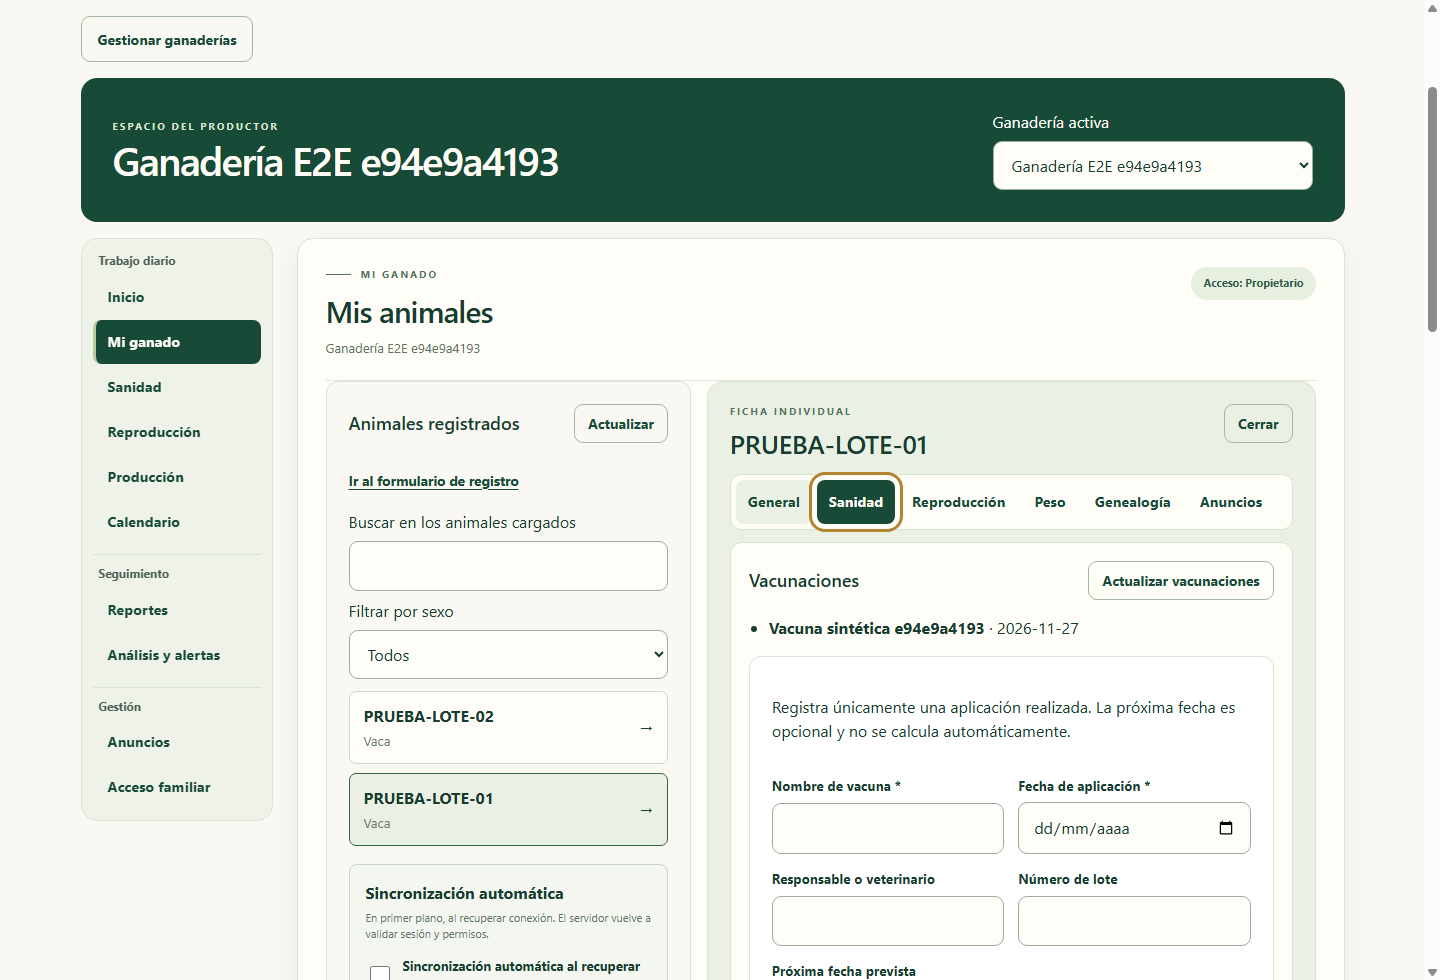 Gestionar ganaderías
ESPACIO DEL PRODUCTOR
Ganadería E2E e94e9a4193
Ganadería activa
Ganadería E2E e94e9a4193
Trabajo diario
Inicio
Mi ganado
Sanidad
Reproducción
Producción
Calendario
Seguimiento
Reportes
Análisis y alertas
Gestión
Anuncios
Acceso familiar
MI GANADO
Mis animales
Ganadería E2E e94e9a4193
Acceso: Propietario
Animales registrados
Actualizar
Ir al formulario de registro
Buscar en los animales cargados
Filtrar por sexo
Todos
PRUEBA-LOTE-02
Vaca
→
PRUEBA-LOTE-01
Vaca
→
Sincronización automática
En primer plano, al recuperar conexión. El servidor vuelve a
validar sesión y permisos.
Sincronización automática al recuperar
FICHA INDIVIDUAL
PRUEBA-LOTE-01
Cerrar
General
Sanidad
Reproducción
Peso
Genealogía
Anuncios
Vacunaciones
Actualizar vacunaciones
• Vacuna sintética e94e9a4193 · 2026-11-27
Registra únicamente una aplicación realizada. La próxima fecha es
opcional y no se calcula automáticamente.
Nombre de vacuna *
Fecha de aplicación *
dd/mm/aaaa
Responsable o veterinario
Número de lote
Próxima fecha prevista